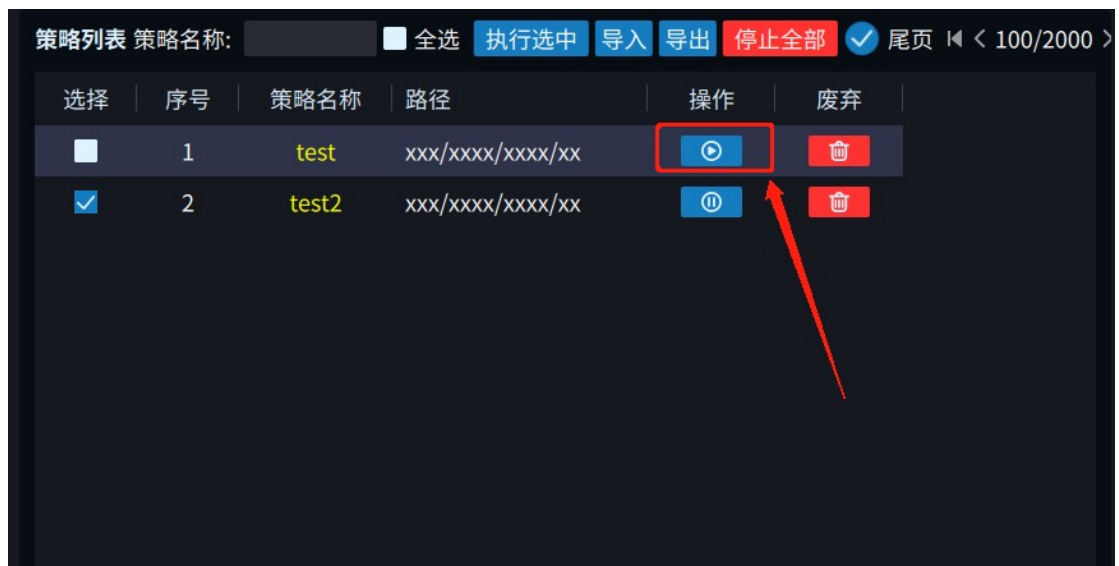 策略列表 策略名称: 全选 执行选中 导入 导出 停止全部 尾页 100/2000
选择 序号 策略名称 路径 操作 废弃
1 test xxx/xxxx/xxxx/xx
2 test2 xxx/xxxx/xxxx/xx